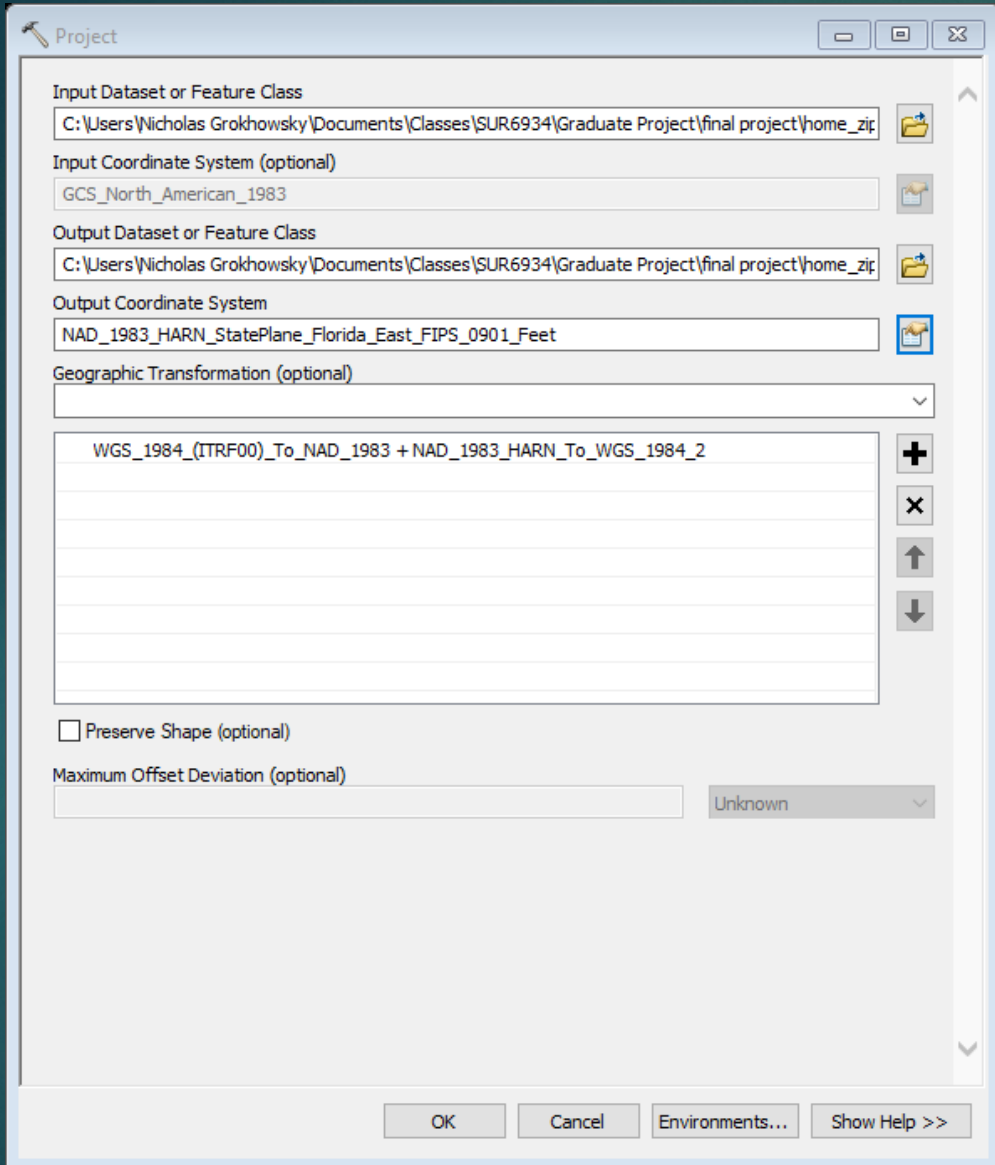 Project
Input Dataset or Feature Class
C:\Users\Nicholas Grokhowsky\Documents\Classes\SUR6934\Graduate Project\final project\home_zip
Input Coordinate System (optional)
GCS_North_American_1983
Output Dataset or Feature Class
C:\Users\Nicholas Grokhowsky\Documents\Classes\SUR6934\Graduate Project\final project\home_zip
Output Coordinate System
NAD_1983_HARN_StatePlane_Florida_East_FIPS_0901_Feet
Geographic Transformation (optional)
WGS_1984_(ITRF00)_To_NAD_1983 + NAD_1983_HARN_To_WGS_1984_2
Preserve Shape (optional)
Maximum Offset Deviation (optional)
Unknown
OK Cancel Environments... Show Help >>